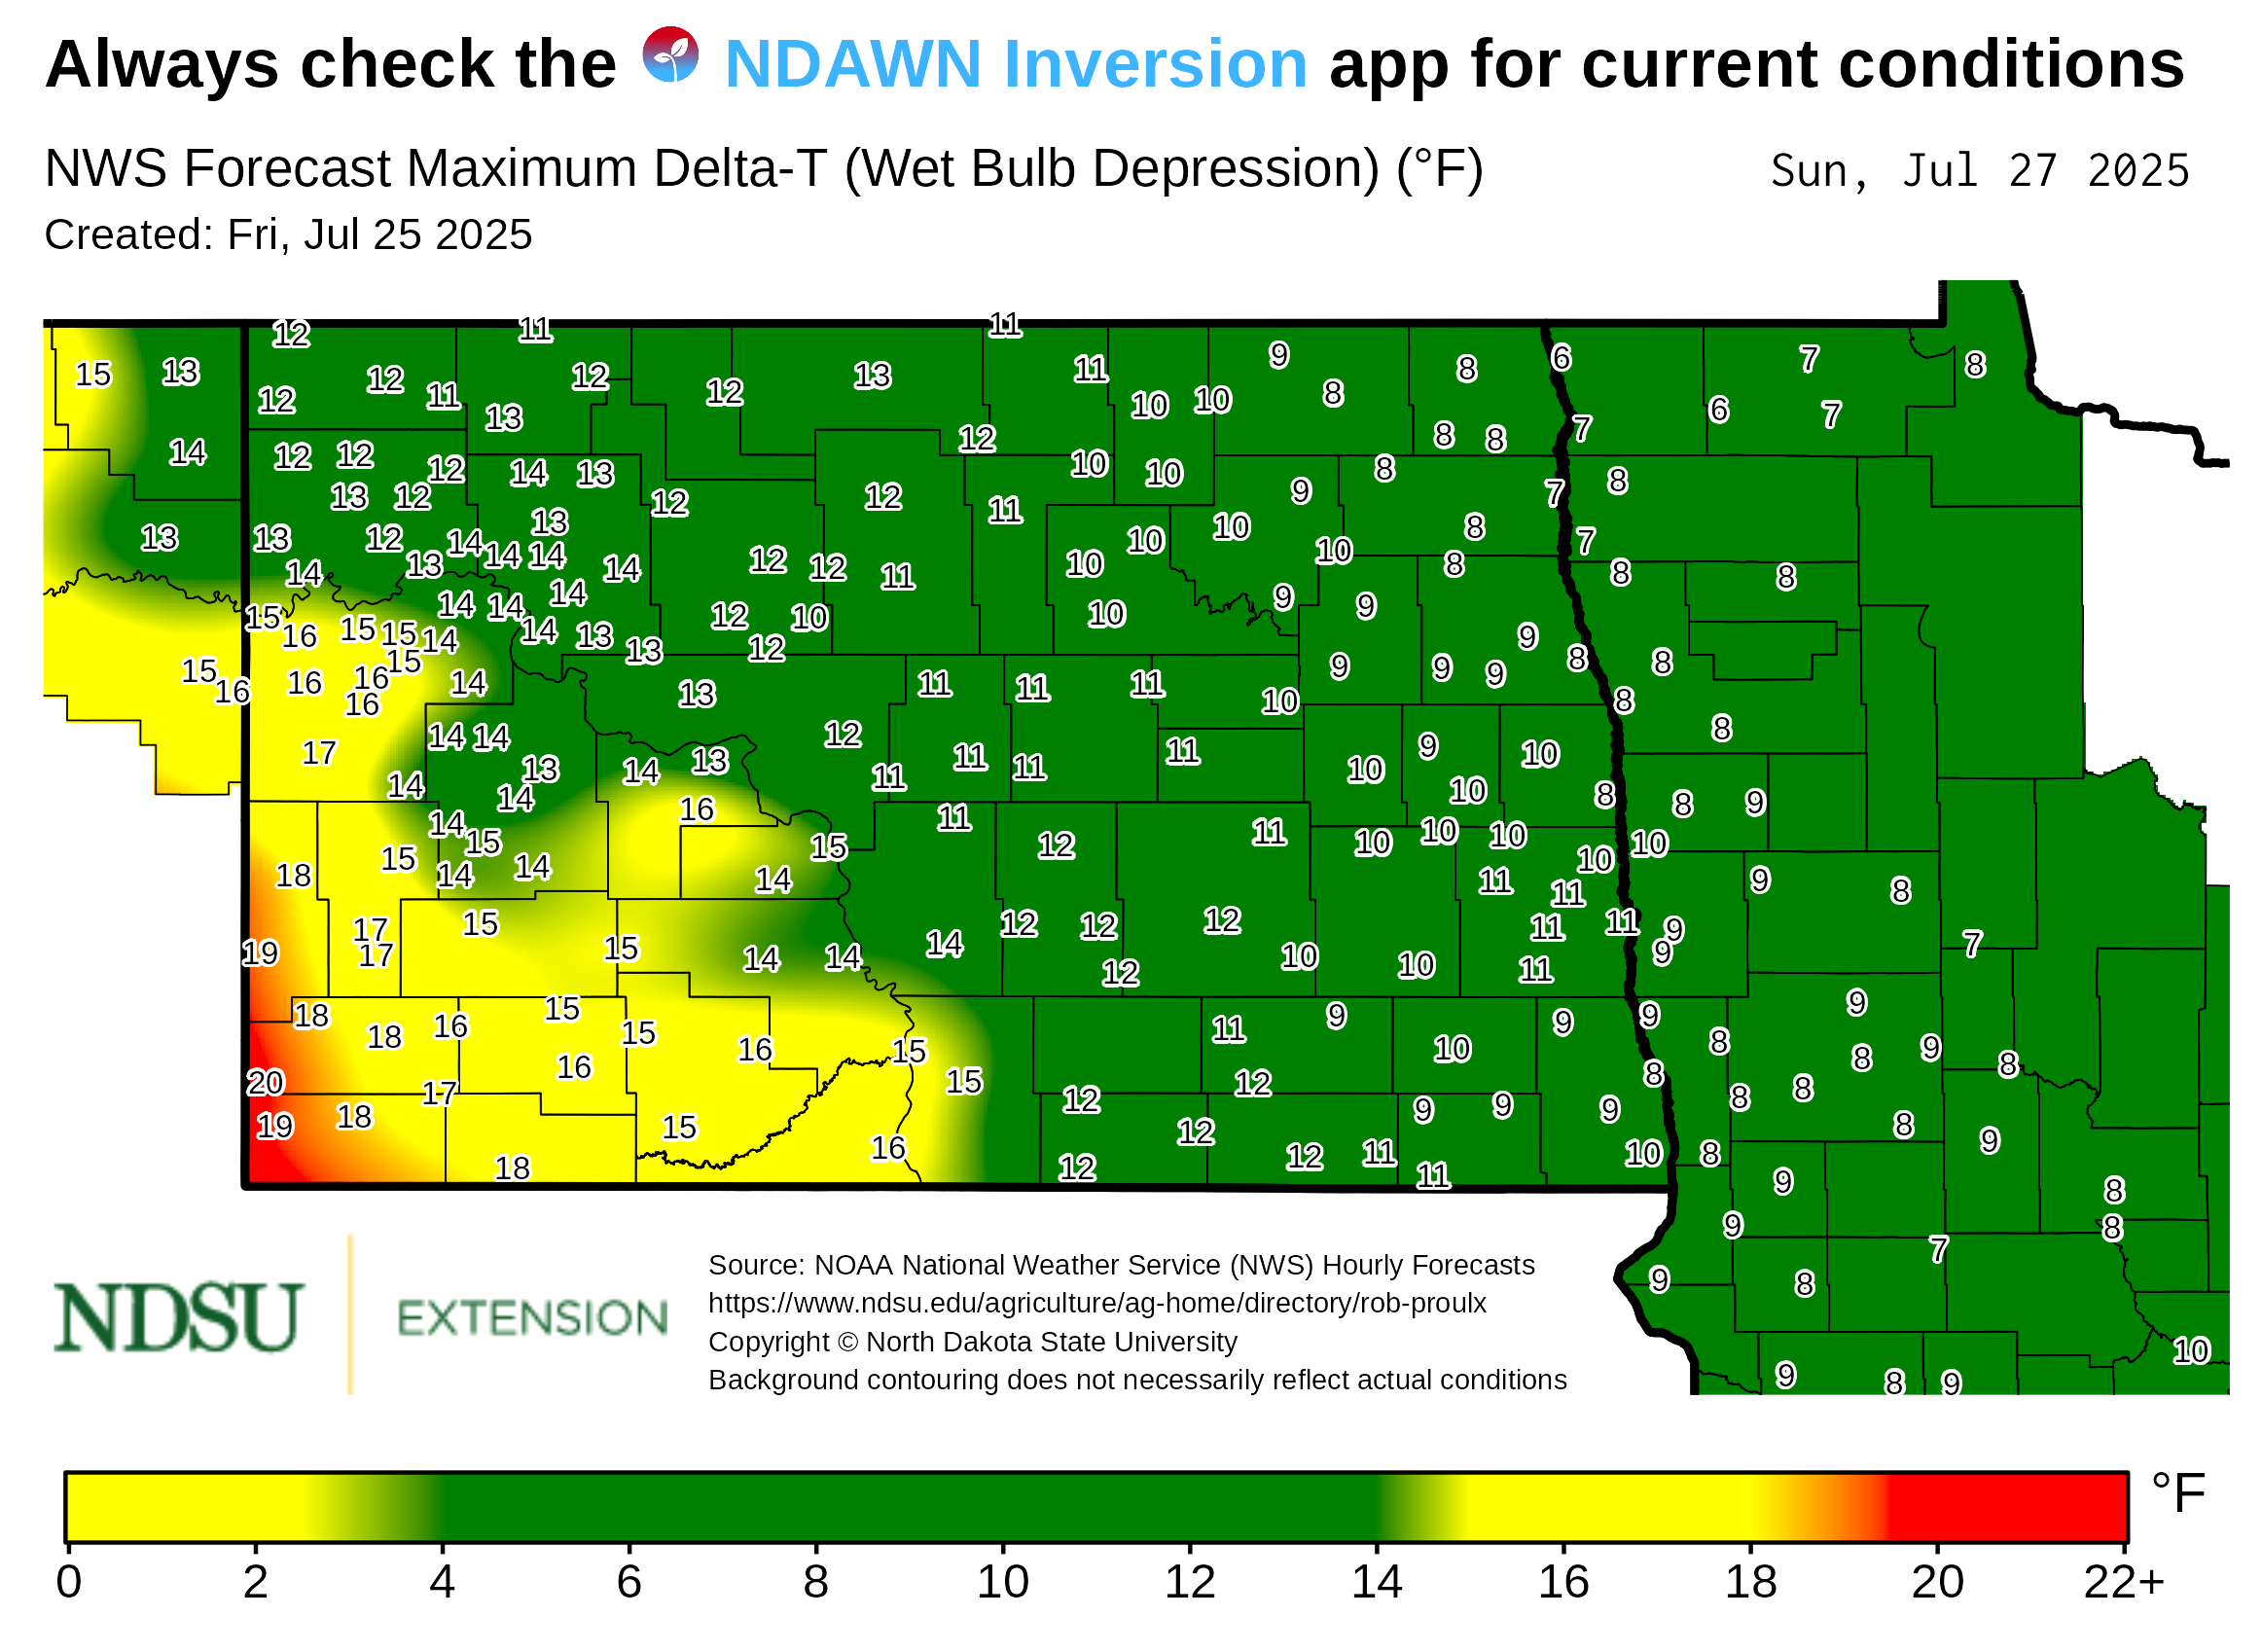 Always check the NDAWN Inversion app for current conditions
NWS Forecast Maximum Delta-T (Wet Bulb Depression) (°F) Sun, Jul 27 2025
Created: Fri, Jul 25 2025
12 11 11
15 13 12 12 11 12 12 13 11 9 8 6 7 8
12 13 10 10 8 6 7
14 12 12 12 14 13 12 10 10 8 8 8 7
13 12 12 12 11 9 8 7 8
13 13 12 14 13 14 14 13 14 12 12 11 10 10 10 10 8 8 7 8 8
14 14 14 14 12 10 10 9 9
15 16 15 15 14 14 13 13 12 9 8
15 16 16 16 15 16 14 13 11 11 11 10 9 9 9 8 8
17 14 14 13 14 13 12 11 11 11 11 10 9 10 8
14 14 16 11 10 8 8 9
14 15 15 12 11 10 10 10 10
18 15 14 14 14 11 10 11 9 8
19 17 17 15 15 14 14 14 12 12 12 12 10 10 11 11 11 9 9 7
18 18 16 15 15 16 15 11 9 10 9 9 8 9 8 9 8
20 17 16 15 12 12 8 8 8
19 18 18 15 16 12 12 12 11 11 9 9 9 10 8 8 9
9 8
9 8 7
9 8 10
9 8 9
NDSU EXTENSION
Source: NOAA National Weather Service (NWS) Hourly Forecasts
https://www.ndsu.edu/agriculture/ag-home/directory/rob-proulx
Copyright © North Dakota State University
Background contouring does not necessarily reflect actual conditions
°F
0 2 4 6 8 10 12 14 16 18 20 22+